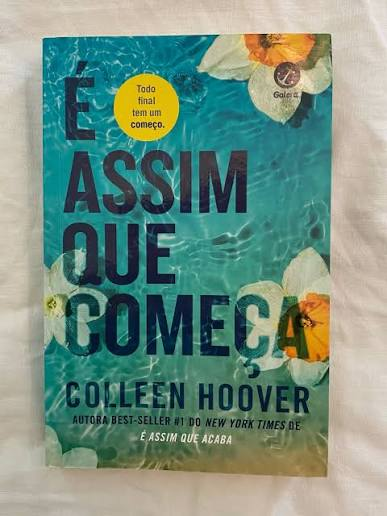 É
ASSIM
QUE
COMEÇA
Todo
final
tem um
começo.
Galera
COLLEEN HOOVER
AUTORA BEST-SELLER #1 DO NEW YORK TIMES DE
É ASSIM QUE ACABA